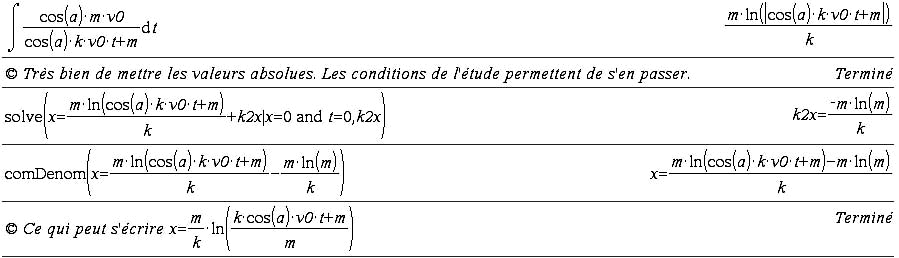 ∫ cos(a)·m·v0 / cos(a)·k·v0·t+m dt    m·ln(|cos(a)·k·v0·t+m|) / k
© Très bien de mettre les valeurs absolues. Les conditions de l'étude permettent de s'en passer.    Terminé
solve(x=m·ln(cos(a)·k·v0·t+m) / k +k2x|x=0 and t=0,k2x)    k2x=-m·ln(m) / k
comDenom(x=m·ln(cos(a)·k·v0·t+m) / k - m·ln(m) / k)    x=m·ln(cos(a)·k·v0·t+m)-m·ln(m) / k
© Ce qui peut s'écrire x=m/k·ln(k·cos(a)·v0·t+m / m)    Terminé